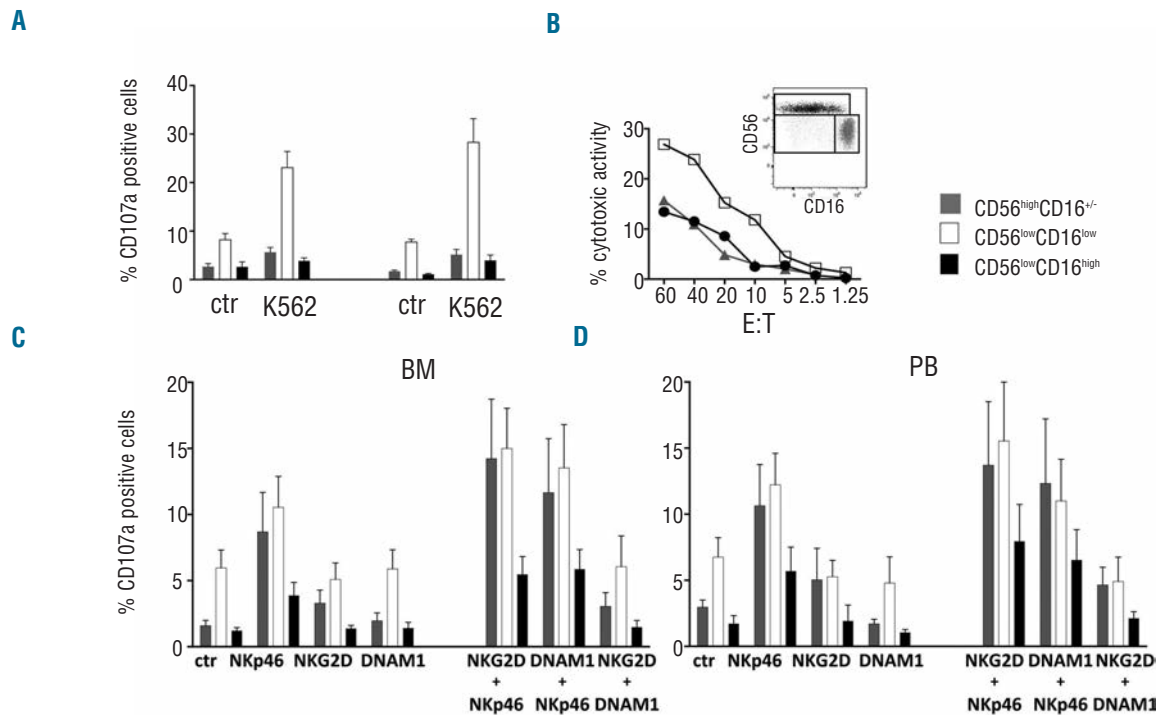 A
% CD107a positive cells
40
30
20
10
0
ctr K562 ctr K562
B
% cytotoxic activity
30
20
10
0
60 40 20 10 5 2.5 1.25
E:T
CD56
CD16
CD56highCD16+/-
CD56lowCD16low
CD56lowCD16high
C
BM
% CD107a positive cells
20
15
10
5
0
ctr NKp46 NKG2D DNAM1
NKG2D DNAM1 NKG2D
+ + +
NKp46 NKp46 DNAM1
D
PB
20
15
10
5
0
ctr NKp46 NKG2D DNAM1
NKG2D DNAM1 NKG2D
+ + +
NKp46 NKp46 DNAM1